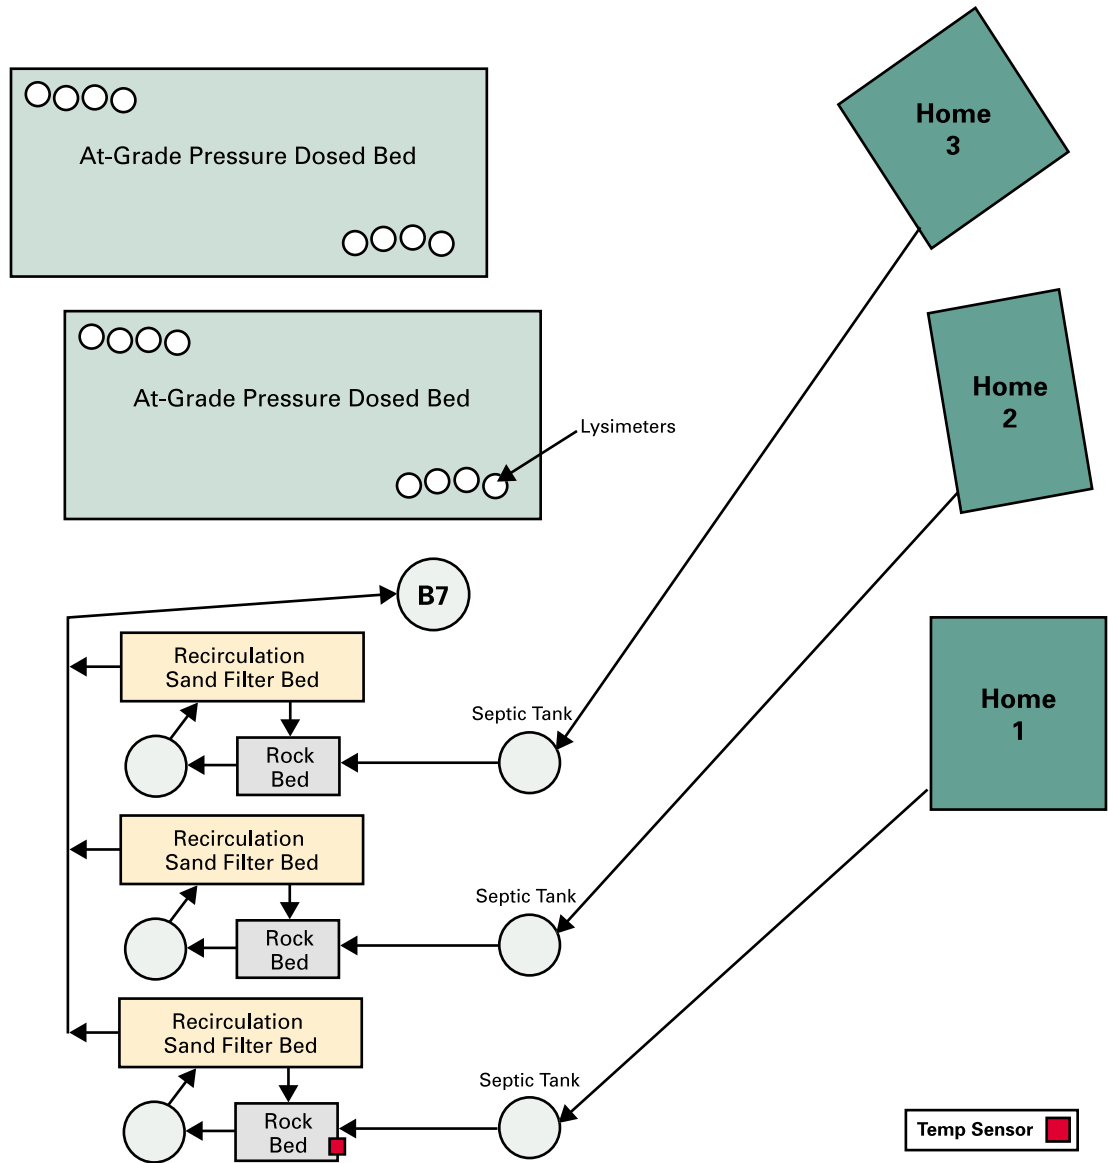 Home
3
At-Grade Pressure Dosed Bed
Home
2
At-Grade Pressure Dosed Bed
Lysimeters
B7
Recirculation
Sand Filter Bed
Home
1
Septic Tank
Rock
Bed
Recirculation
Sand Filter Bed
Septic Tank
Rock
Bed
Recirculation
Sand Filter Bed
Septic Tank
Rock
Bed
Temp Sensor